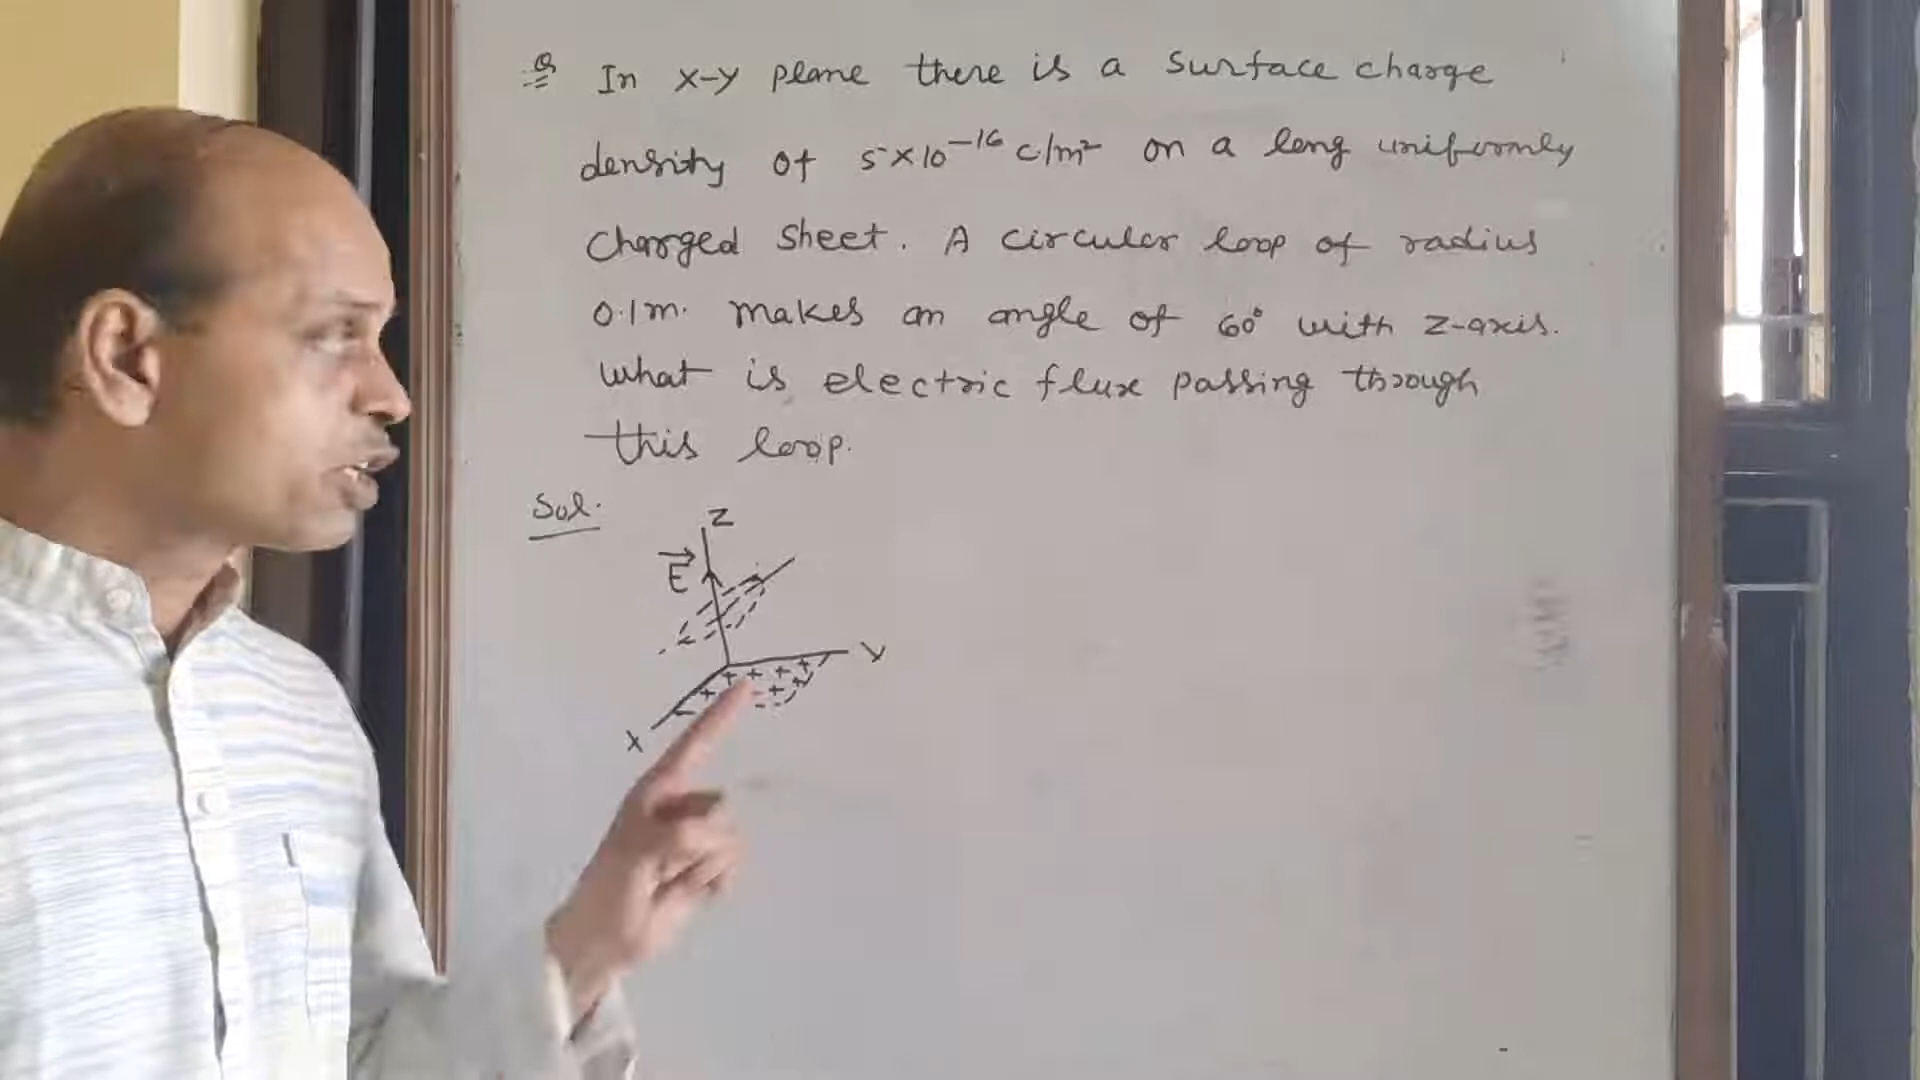 Q In X-Y plane there is a surface charge
density of 5×10⁻¹⁶ C/m² on a long uniformly
charged sheet. A circular loop of radius
0.1m. makes an angle of 60° with Z-axis.
what is electric flux passing through
this loop.
Sol.
Z
E⃗
Y
X